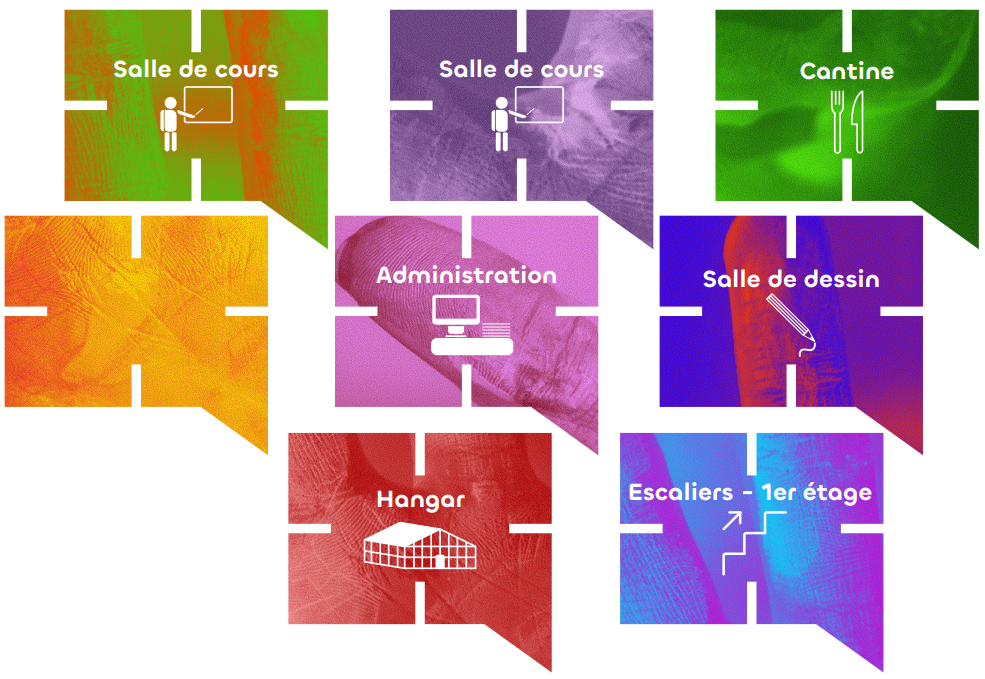 Salle de cours
Salle de cours
Cantine
Administration
Salle de dessin
Hangar
Escaliers - 1er étage